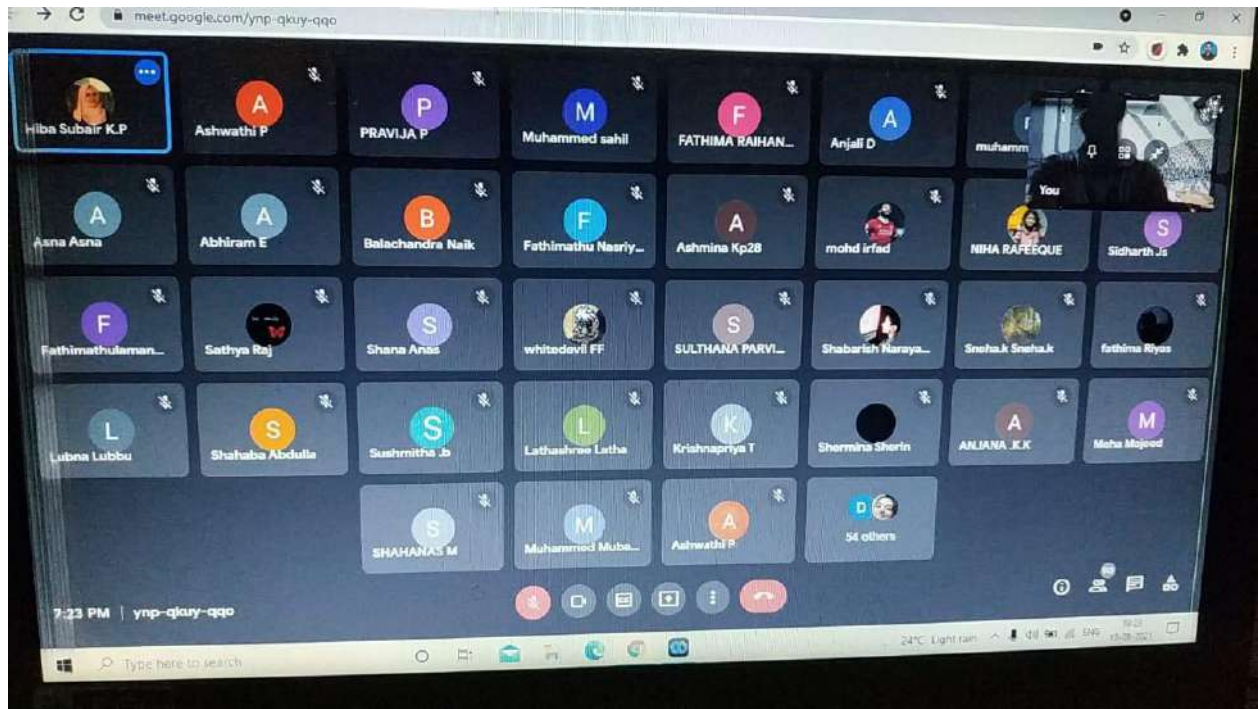 meet.google.com/ynp-qkuy-qqo
Hiba Subair K.P
A
Ashwathi P
P
PRAVIJA P
M
Muhammed sahil
F
FATHIMA RAIHAN...
A
Anjali D
muhamm
You
A
Asna Asna
A
Abhiram E
B
Balachandra Naik
F
Fathimathu Nasriy...
A
Ashmina Kp28
mohd irfad
NIHA RAFEEQUE
S
Sidharth Js
F
Fathimathulaman...
Sathya Raj
S
Shana Anas
whitedevil FF
S
SULTHANA PARVI...
Shabarish Naraya...
Sneha.k Sneha.k
fathima Riyas
L
Lubna Lubbu
S
Shahaba Abdulla
S
Sushmitha .b
L
Lathashree Latha
K
Krishnapriya T
Shermina Sherin
A
ANJANA .K.K
M
Meha Majeed
S
SHAHANAS M
M
Muhammed Muba...
A
Ashwathi P
D
54 others
7:23 PM | ynp-qkuy-qqo
Type here to search
24°C Light rain
ENG